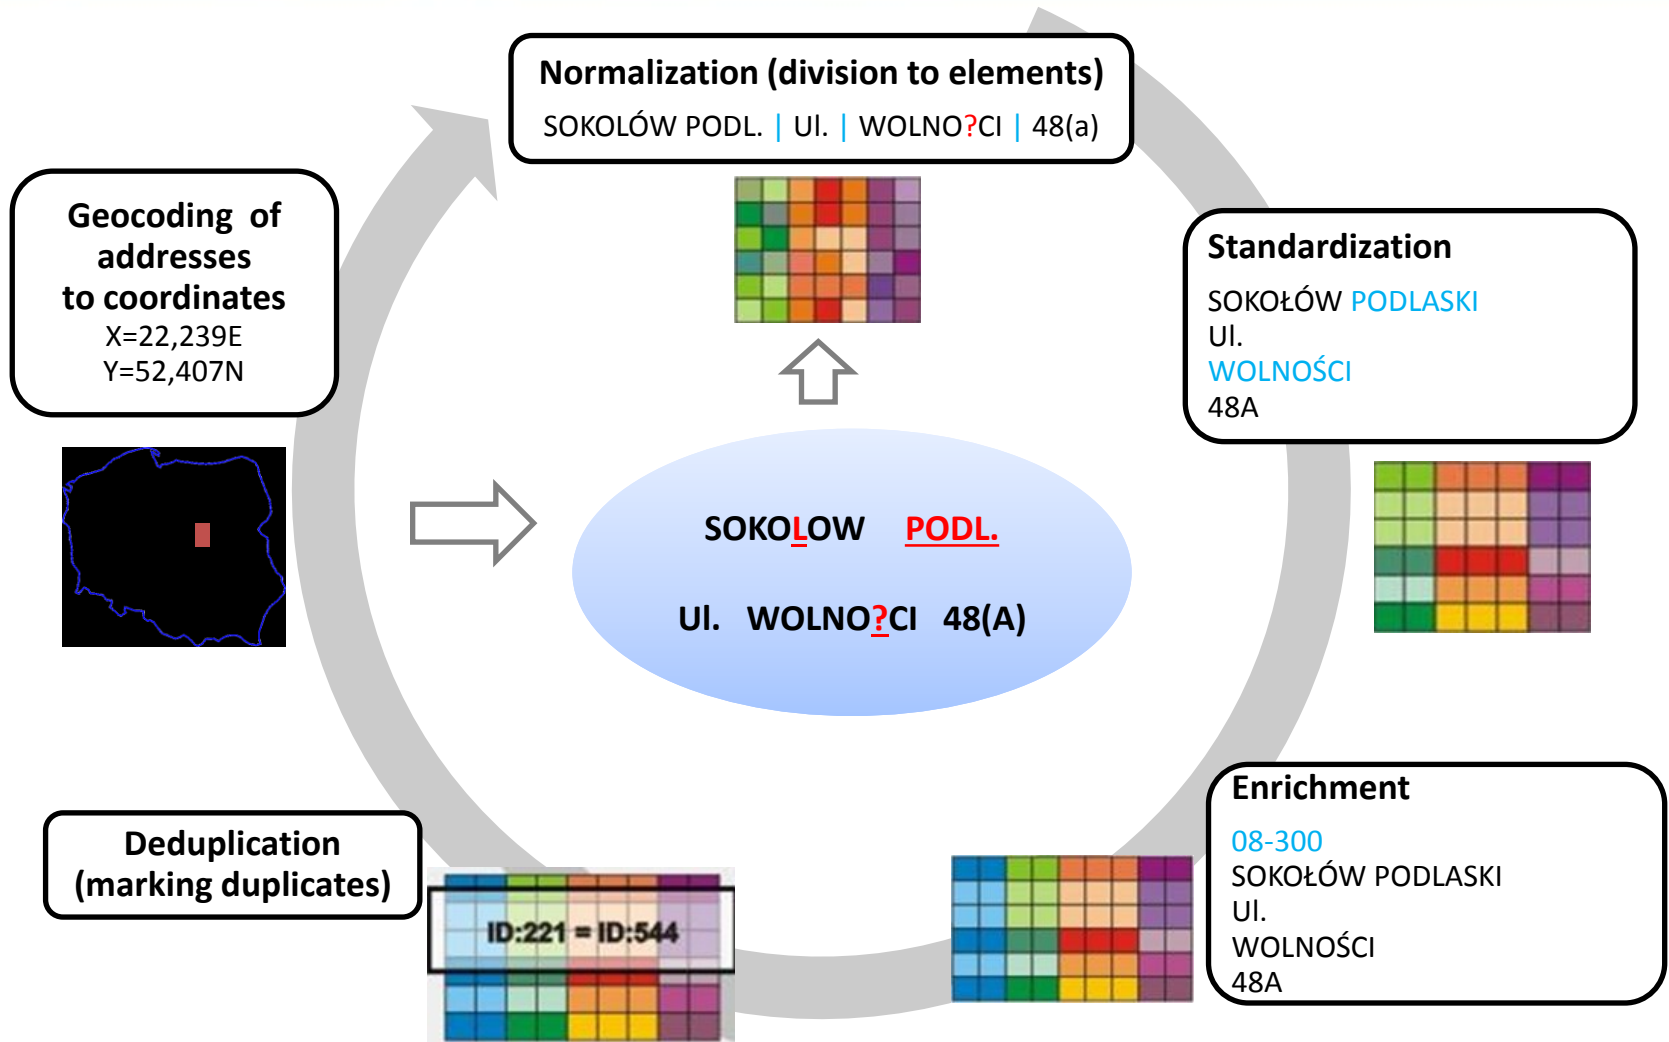 Normalization (division to elements)
SOKOLÓW PODL. | Ul. | WOLNO?CI | 48(a)
Geocoding of
addresses
to coordinates
X=22,239E
Y=52,407N
Standardization
SOKOŁÓW PODLASKI
Ul.
WOLNOŚCI
48A
SOKOLOW PODL.
Ul. WOLNO?CI 48(A)
Enrichment
08-300
SOKOŁÓW PODLASKI
Ul.
WOLNOŚCI
48A
Deduplication
(marking duplicates)
ID:221 = ID:544